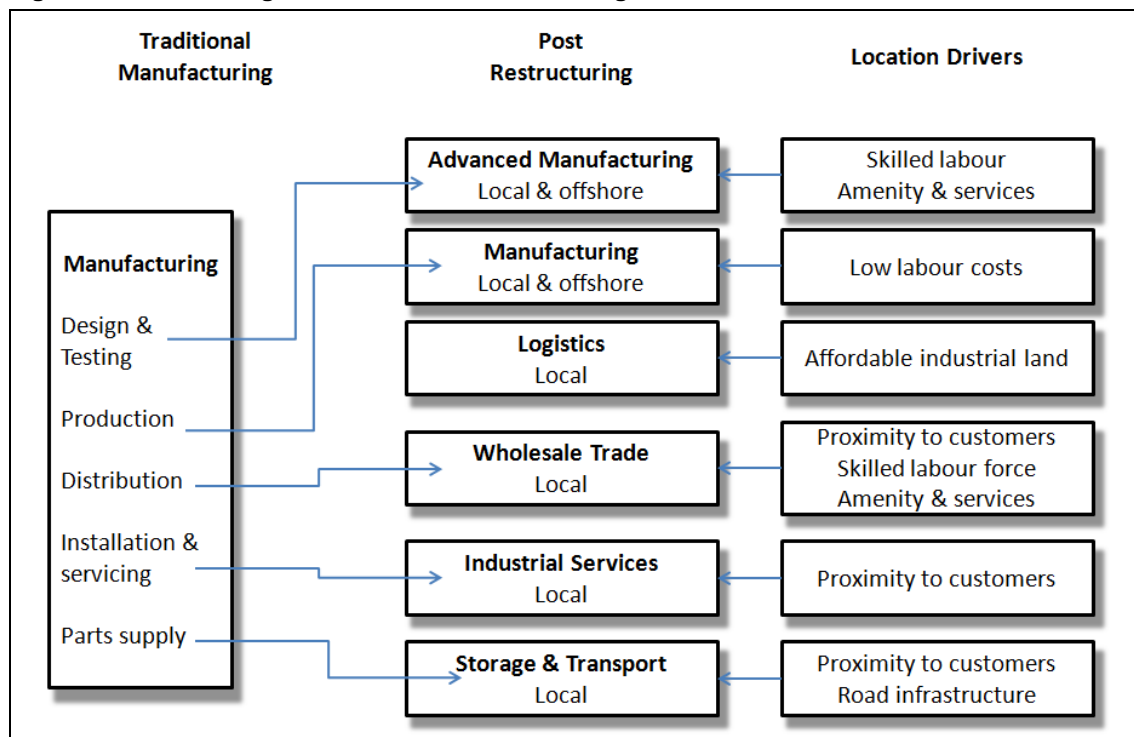 Traditional
Manufacturing
Post
Restructuring
Location Drivers
Manufacturing
Design &
Testing
Production
Distribution
Installation &
servicing
Parts supply
Advanced Manufacturing
Local & offshore
Manufacturing
Local & offshore
Logistics
Local
Wholesale Trade
Local
Industrial Services
Local
Storage & Transport
Local
Skilled labour
Amenity & services
Low labour costs
Affordable industrial land
Proximity to customers
Skilled labour force
Amenity & services
Proximity to customers
Proximity to customers
Road infrastructure